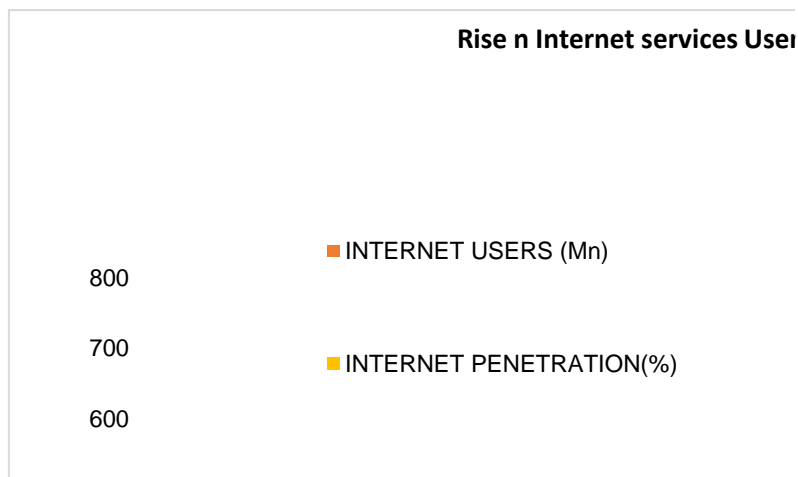 Rise n Internet services User
INTERNET USERS (Mn)
800
700
INTERNET PENETRATION(%)
600